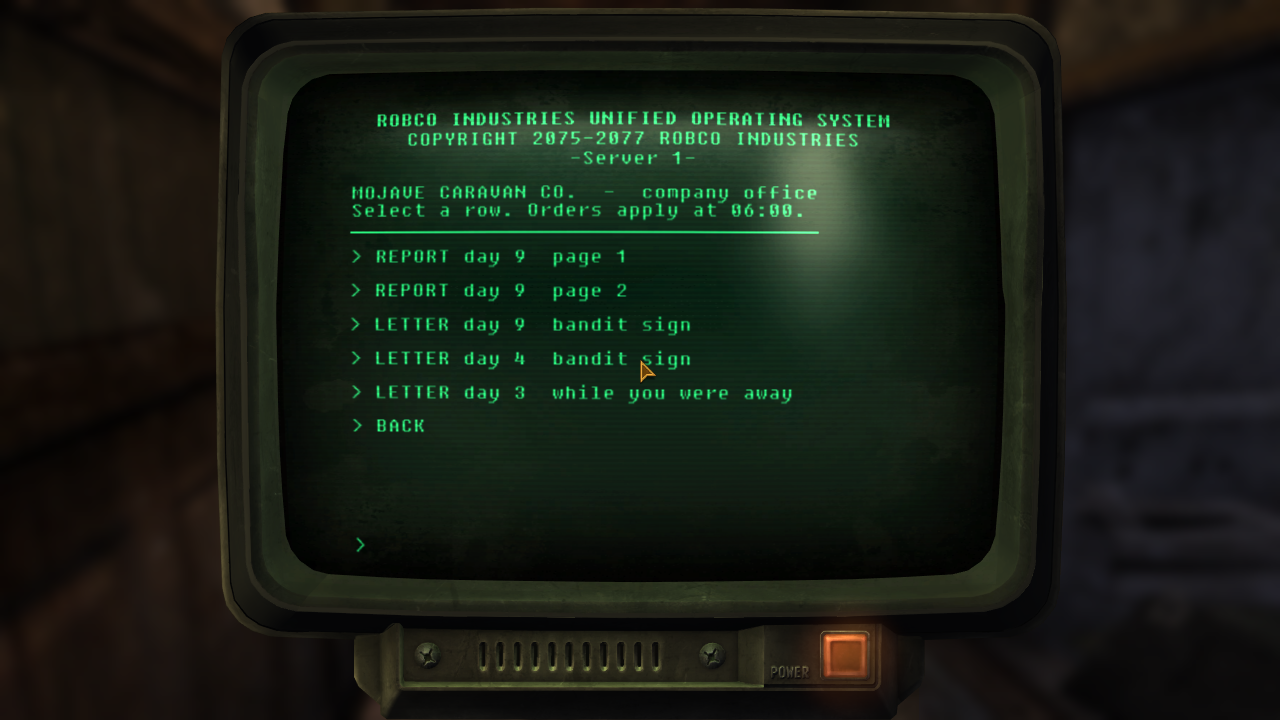 ROBCO INDUSTRIES UNIFIED OPERATING SYSTEM
COPYRIGHT 2075-2077 ROBCO INDUSTRIES
-Server 1-
MOJAVE CARAVAN CO.  -  company office
Select a row. Orders apply at 06:00.
> REPORT day 9  page 1
> REPORT day 9  page 2
> LETTER day 9  bandit sign
> LETTER day 4  bandit sign
> LETTER day 3  while you were away
> BACK
>
POWER